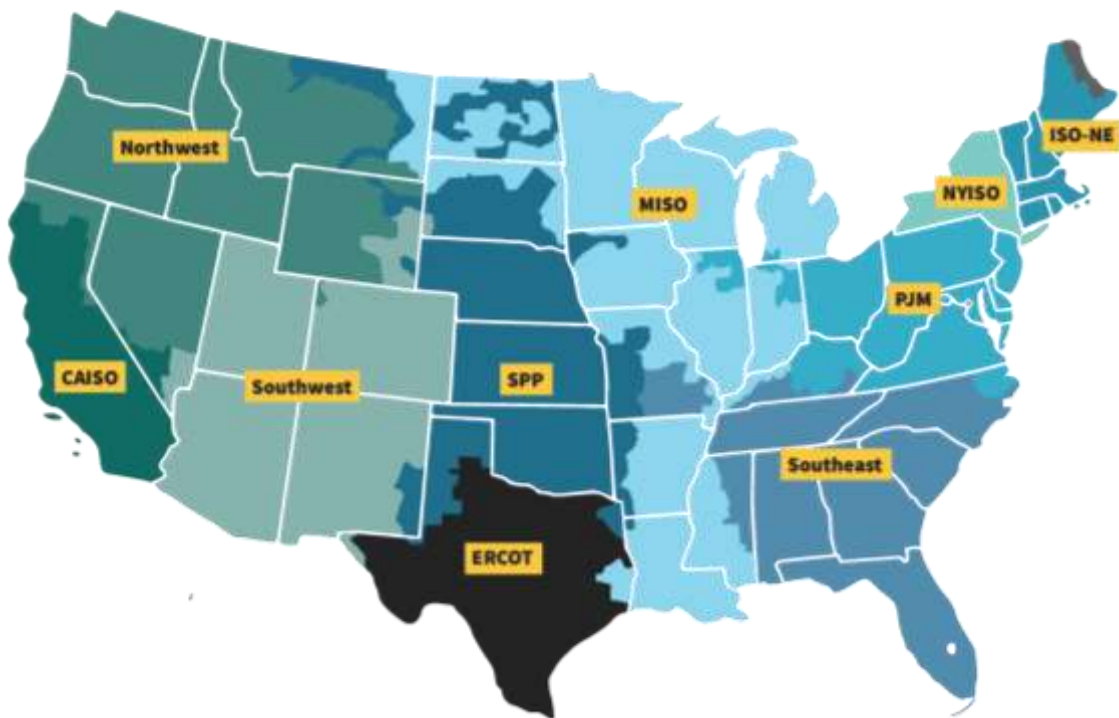 ISO-NE
Northwest
NYISO
MISO
PJM
CAISO
Southwest
SPP
Southeast
ERCOT